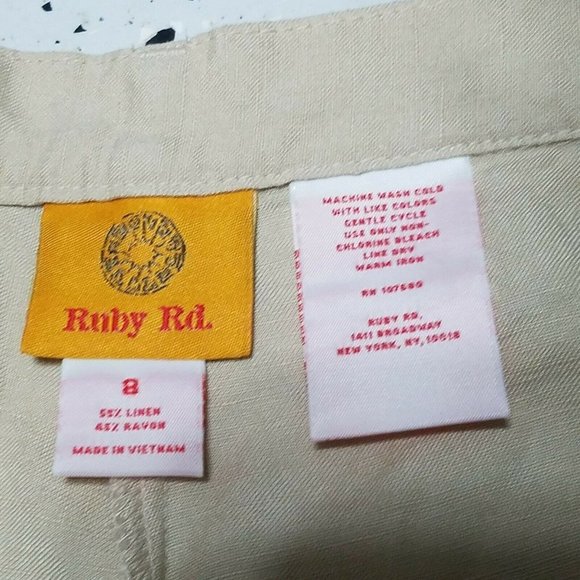 Ruby Rd.
8
55% LINEN
45% RAYON
MADE IN VIETNAM
MACHINE WASH COLD
WITH LIKE COLORS
GENTLE CYCLE
USE ONLY NON-
CHLORINE BLEACH
LINE DRY
WARM IRON
RN 107680
RUBY RD.
1411 BROADWAY
NEW YORK, NY, 10018